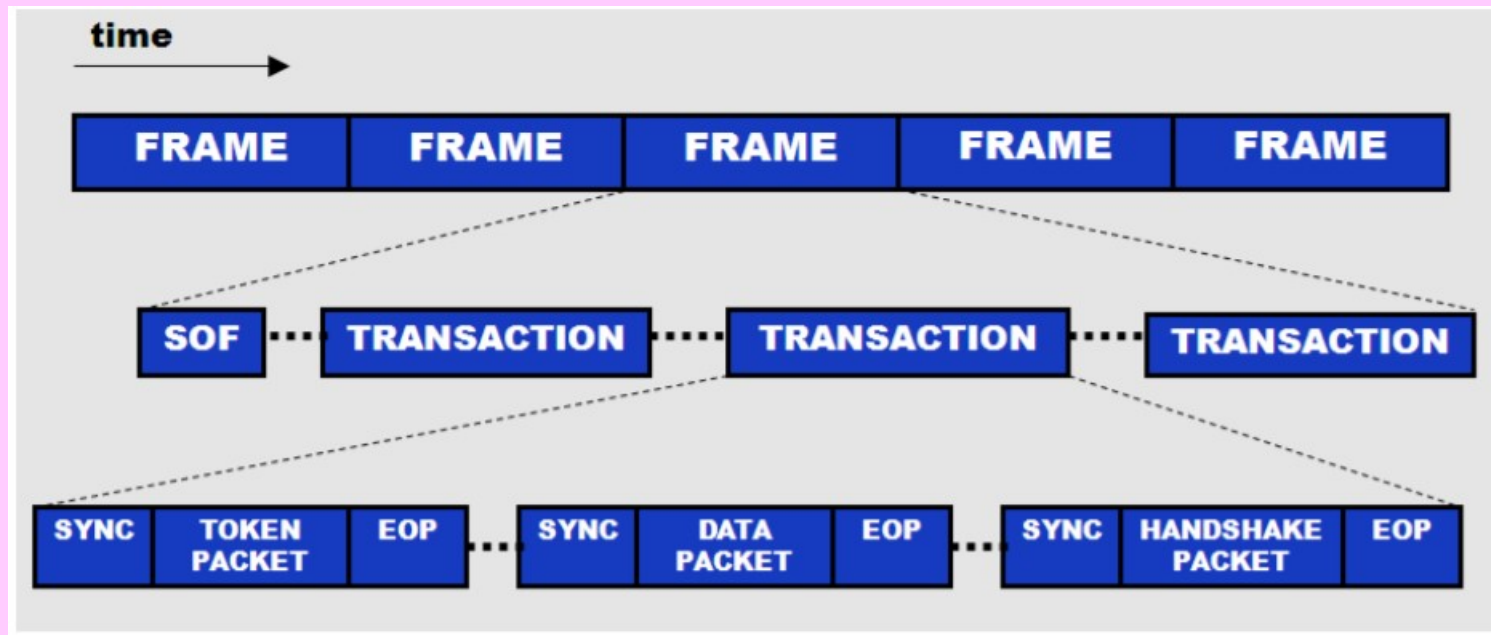 time
FRAME FRAME FRAME FRAME FRAME
SOF TRANSACTION TRANSACTION TRANSACTION
SYNC TOKEN PACKET EOP SYNC DATA PACKET EOP SYNC HANDSHAKE PACKET EOP